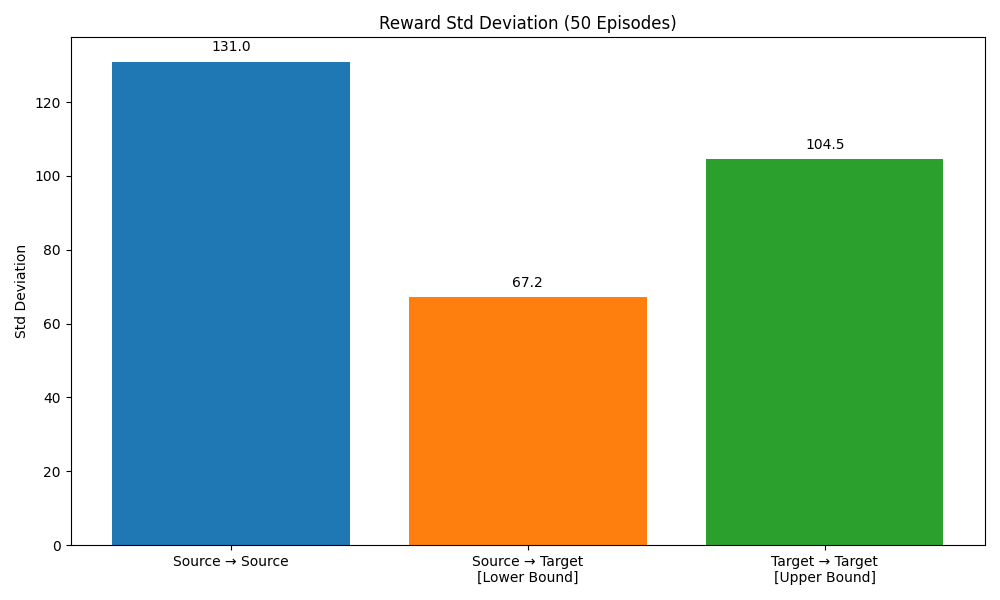 Reward Std Deviation (50 Episodes)
131.0
67.2
104.5
Std Deviation
120
100
80
60
40
20
0
Source → Source
Source → Target
[Lower Bound]
Target → Target
[Upper Bound]